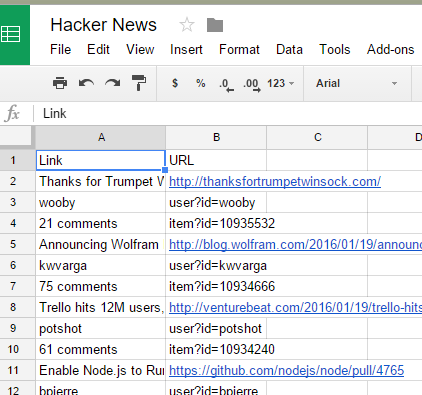 Hacker News
File Edit View Insert Format Data Tools Add-ons
$ % .0 .00 123 Arial
fx Link
A B C D
1 Link URL
2 Thanks for Trumpet W http://thanksfortrumpetwinsock.com/
3 wooby user?id=wooby
4 21 comments item?id=10935532
5 Announcing Wolfram http://blog.wolfram.com/2016/01/19/announc
6 kwvarga user?id=kwvarga
7 75 comments item?id=10934666
8 Trello hits 12M users, http://venturebeat.com/2016/01/19/trello-hits
9 potshot user?id=potshot
10 61 comments item?id=10934240
11 Enable Node.js to Run https://github.com/nodejs/node/pull/4765
12 bpierre user?id=bpierre